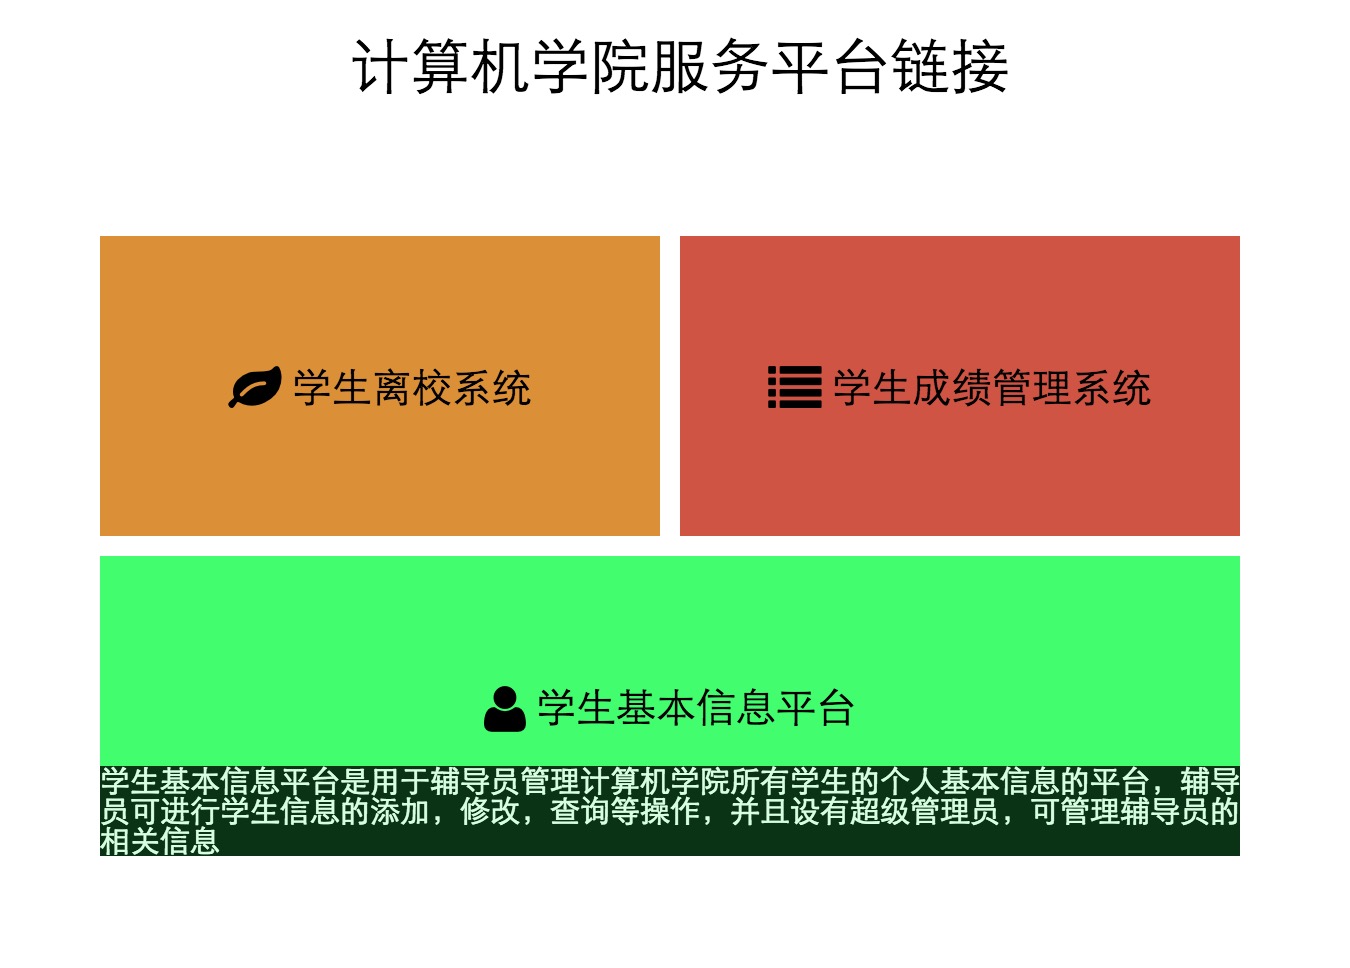 计算机学院服务平台链接
学生离校系统
学生成绩管理系统
学生基本信息平台
学生基本信息平台是用于辅导员管理计算机学院所有学生的个人基本信息的平台，辅导
员可进行学生信息的添加，修改，查询等操作，并且设有超级管理员，可管理辅导员的
相关信息